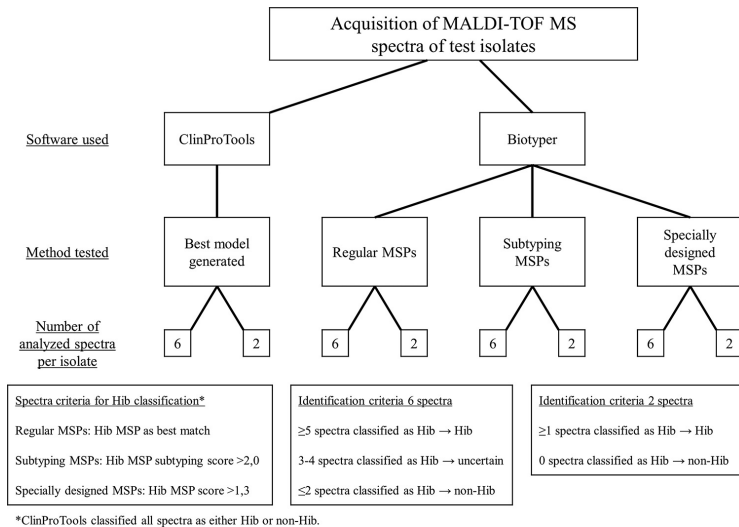 Acquisition of MALDI-TOF MS
spectra of test isolates
Software used
ClinProTools
Biotyper
Method tested
Best model
generated
Regular MSPs
Subtyping
MSPs
Specially
designed
MSPs
Number of
analyzed spectra
per isolate
6
2
6
2
6
2
6
2
Spectra criteria for Hib classification*
Regular MSPs: Hib MSP as best match
Subtyping MSPs: Hib MSP subtyping score >2,0
Specially designed MSPs: Hib MSP score >1,3
Identification criteria 6 spectra
≥5 spectra classified as Hib → Hib
3-4 spectra classified as Hib → uncertain
≤2 spectra classified as Hib → non-Hib
Identification criteria 2 spectra
≥1 spectra classified as Hib → Hib
0 spectra classified as Hib → non-Hib
*ClinProTools classified all spectra as either Hib or non-Hib.